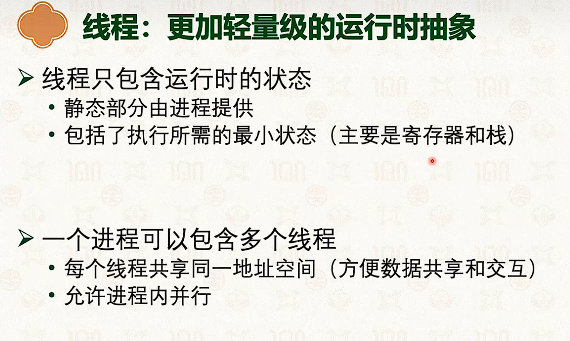 线程：更加轻量级的运行时抽象
➢ 线程只包含运行时的状态
• 静态部分由进程提供
• 包括了执行所需的最小状态（主要是寄存器和栈）
➢ 一个进程可以包含多个线程
• 每个线程共享同一地址空间（方便数据共享和交互）
• 允许进程内并行